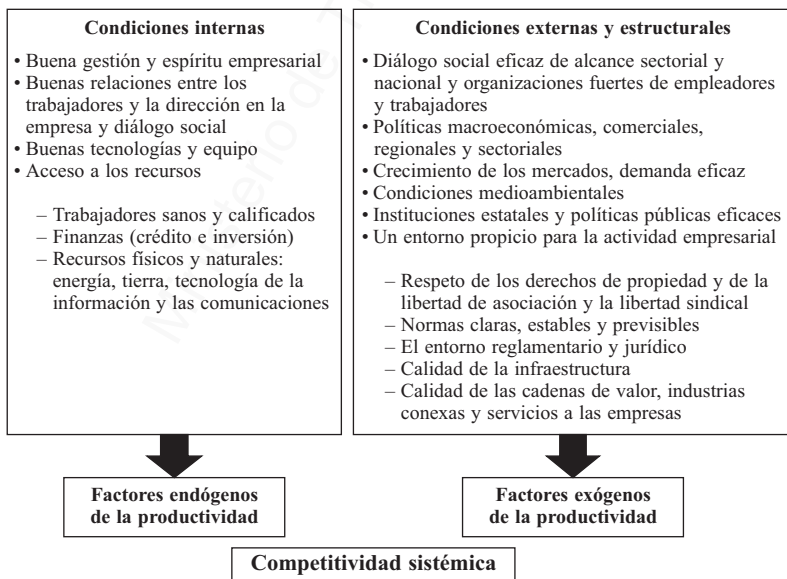 Condiciones internas
• Buena gestión y espíritu empresarial
• Buenas relaciones entre los
trabajadores y la dirección en la
empresa y diálogo social
• Buenas tecnologías y equipo
• Acceso a los recursos
– Trabajadores sanos y calificados
– Finanzas (crédito e inversión)
– Recursos físicos y naturales:
energía, tierra, tecnología de la
información y las comunicaciones
Condiciones externas y estructurales
• Diálogo social eficaz de alcance sectorial y
nacional y organizaciones fuertes de empleadores
y trabajadores
• Políticas macroeconómicas, comerciales,
regionales y sectoriales
• Crecimiento de los mercados, demanda eficaz
• Condiciones medioambientales
• Instituciones estatales y políticas públicas eficaces
• Un entorno propicio para la actividad empresarial
– Respeto de los derechos de propiedad y de la
libertad de asociación y la libertad sindical
– Normas claras, estables y previsibles
– El entorno reglamentario y jurídico
– Calidad de la infraestructura
– Calidad de las cadenas de valor, industrias
conexas y servicios a las empresas
Factores endógenos
de la productividad
Factores exógenos
de la productividad
Competitividad sistémica